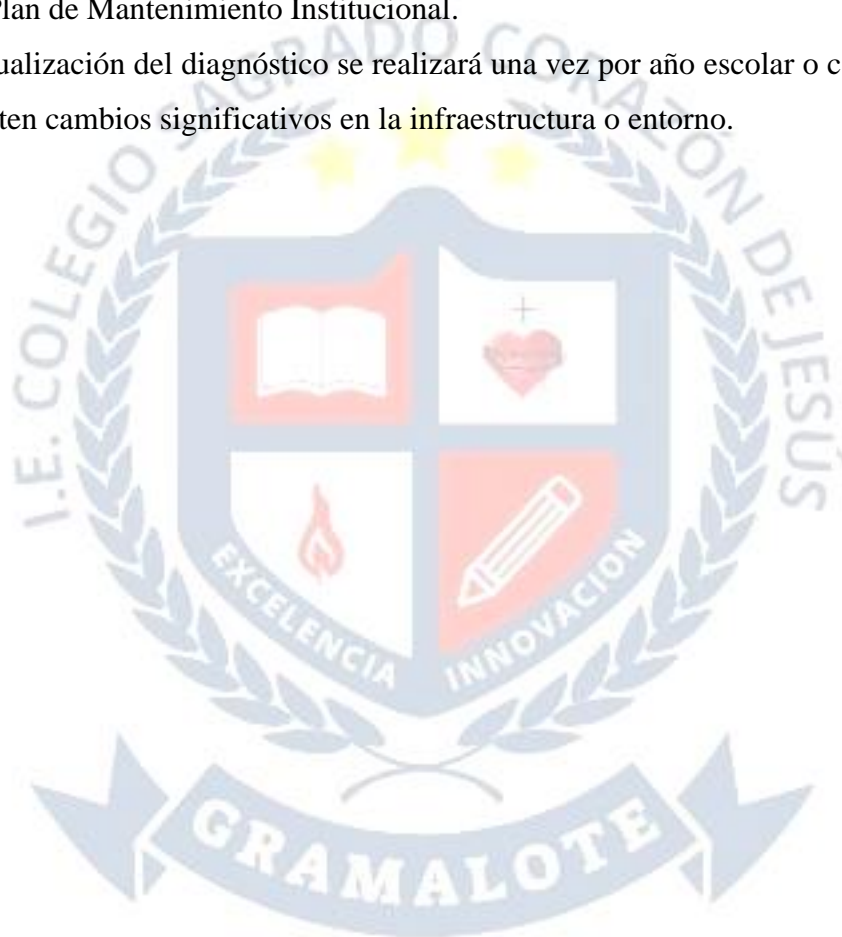 Plan de Mantenimiento Institucional.
ualización del diagnóstico se realizará una vez por año escolar o c
ten cambios significativos en la infraestructura o entorno.
I.E. COLEGIO SAGRADO CORAZÓN DE JESÚS
EXCELENCIA
INNOVACION
GRAMALOTE